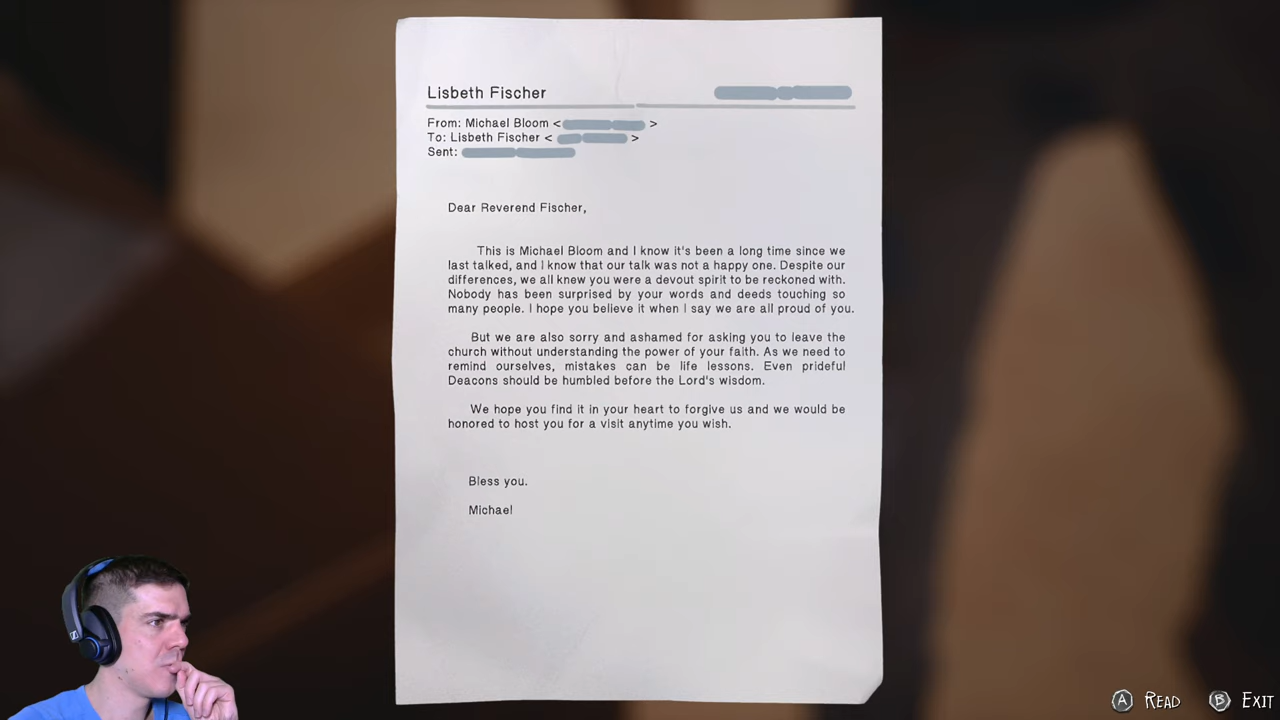 Lisbeth Fischer
From: Michael Bloom < >
To: Lisbeth Fischer < >
Sent:
Dear Reverend Fischer,
This is Michael Bloom and I know it's been a long time since we
last talked, and I know that our talk was not a happy one. Despite our
differences, we all knew you were a devout spirit to be reckoned with.
Nobody has been surprised by your words and deeds touching so
many people. I hope you believe it when I say we are all proud of you.
But we are also sorry and ashamed for asking you to leave the
church without understanding the power of your faith. As we need to
remind ourselves, mistakes can be life lessons. Even prideful
Deacons should be humbled before the Lord's wisdom.
We hope you find it in your heart to forgive us and we would be
honored to host you for a visit anytime you wish.
Bless you.
Michael
A READ B EXIT